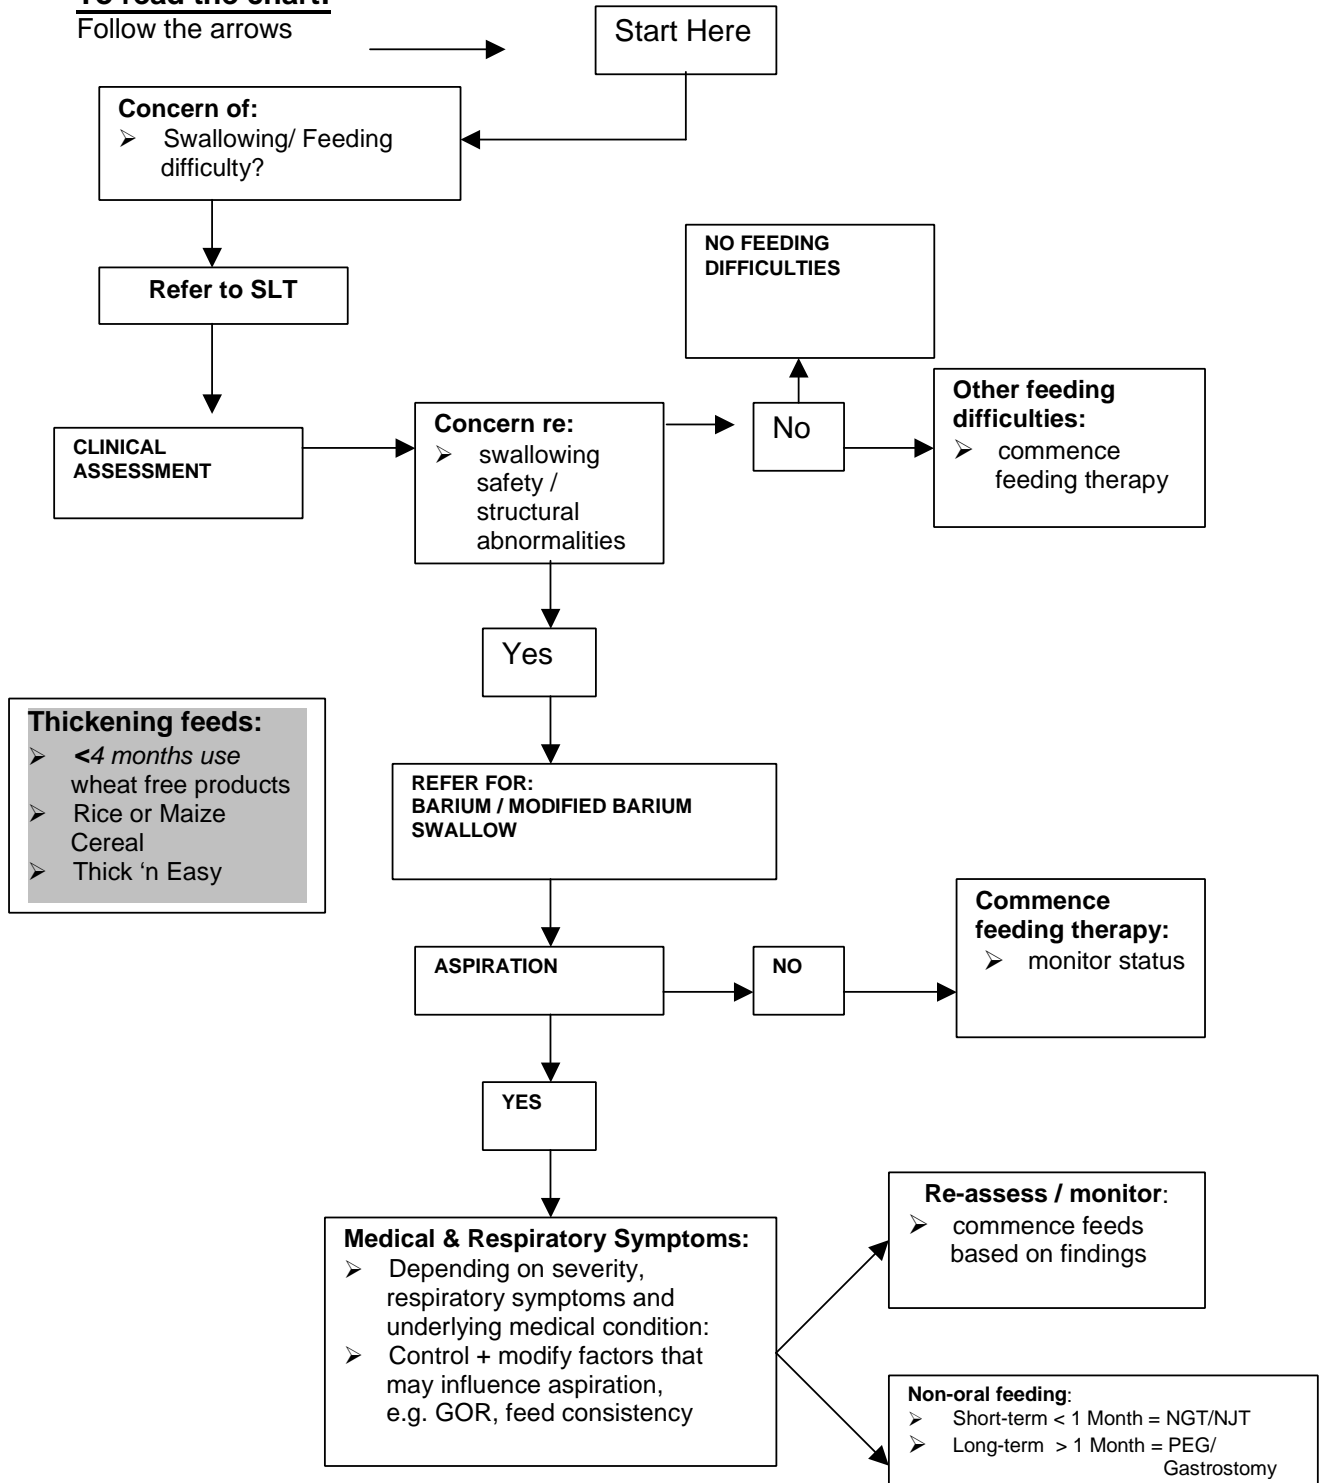 To read the chart:
Follow the arrows
Start Here
Concern of:
➢ Swallowing/ Feeding
difficulty?
Refer to SLT
NO FEEDING
DIFFICULTIES
CLINICAL
ASSESSMENT
Concern re:
➢ swallowing
safety /
structural
abnormalities
No
Other feeding
difficulties:
➢ commence
feeding therapy
Yes
Thickening feeds:
➢ <4 months use
wheat free products
➢ Rice or Maize
Cereal
➢ Thick ‘n Easy
REFER FOR:
BARIUM / MODIFIED BARIUM
SWALLOW
ASPIRATION
NO
Commence
feeding therapy:
➢ monitor status
YES
Medical & Respiratory Symptoms:
➢ Depending on severity,
respiratory symptoms and
underlying medical condition:
➢ Control + modify factors that
may influence aspiration,
e.g. GOR, feed consistency
Re-assess / monitor:
➢ commence feeds
based on findings
Non-oral feeding:
➢ Short-term < 1 Month = NGT/NJT
➢ Long-term > 1 Month = PEG/
Gastrostomy